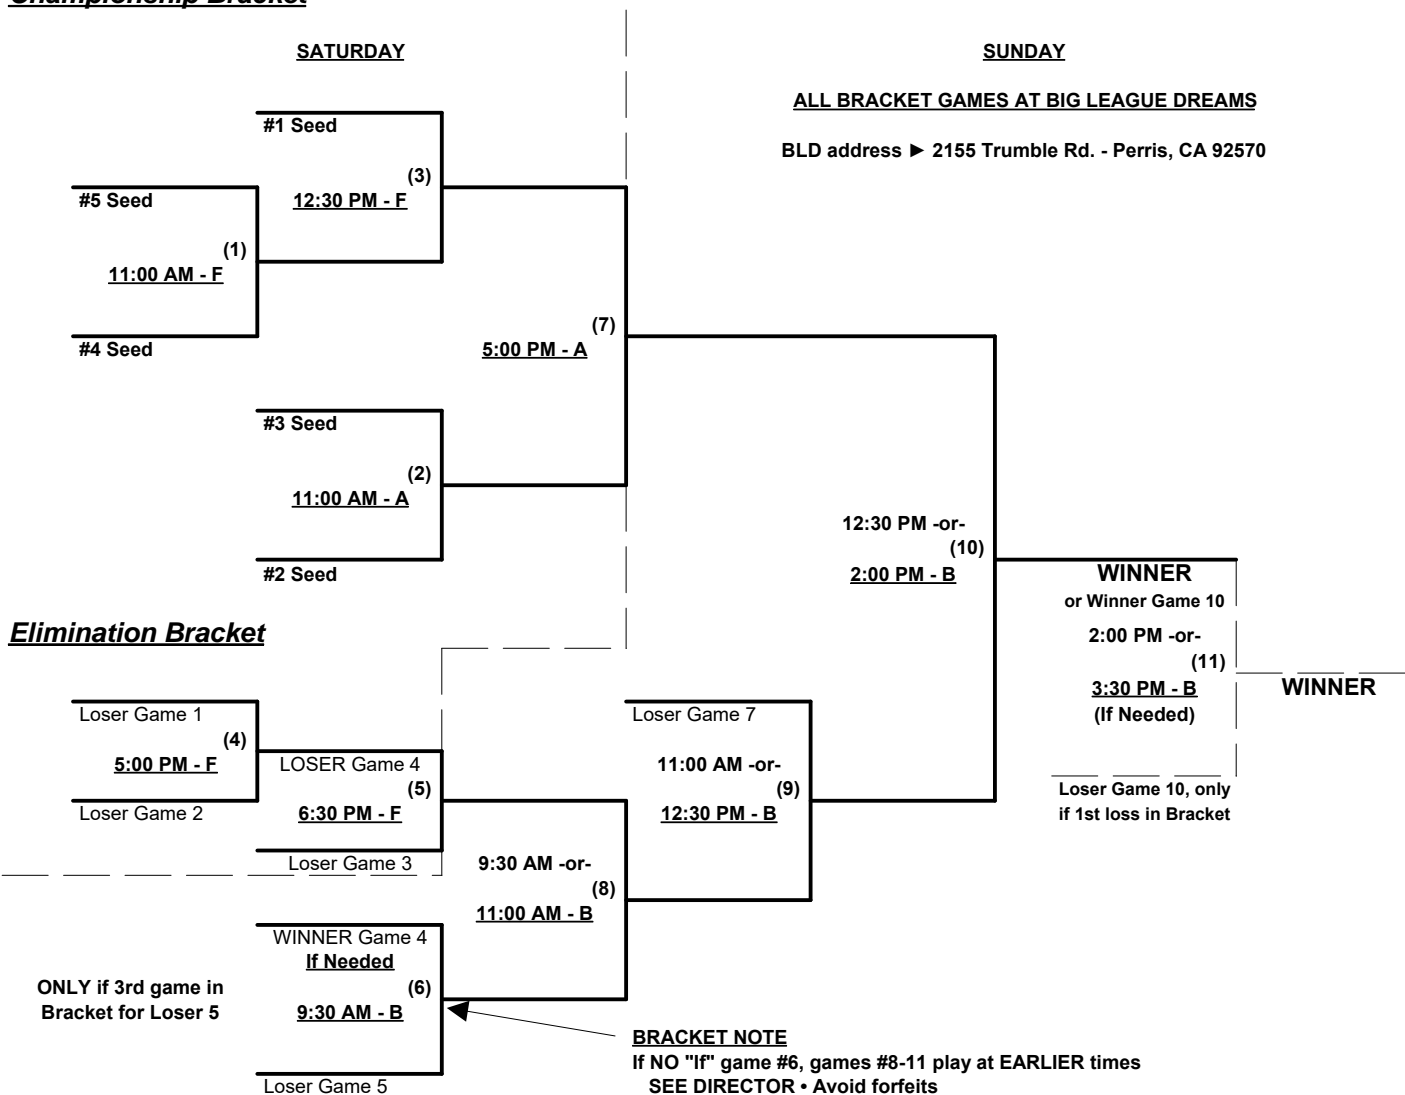 Championship Bracket
SATURDAY
SUNDAY
ALL BRACKET GAMES AT BIG LEAGUE DREAMS
BLD address ► 2155 Trumble Rd. - Perris, CA 92570
#1 Seed
(3)
12:30 PM - F
#5 Seed
(1)
11:00 AM - F
#4 Seed
(7)
5:00 PM - A
#3 Seed
(2)
11:00 AM - A
#2 Seed
12:30 PM -or-
(10)
2:00 PM - B
WINNER
or Winner Game 10
2:00 PM -or-
(11)
3:30 PM - B
(If Needed)
WINNER
Loser Game 10, only
if 1st loss in Bracket
Elimination Bracket
Loser Game 1
(4)
5:00 PM - F
Loser Game 2
LOSER Game 4
(5)
6:30 PM - F
Loser Game 3
Loser Game 7
11:00 AM -or-
(9)
12:30 PM - B
9:30 AM -or-
(8)
11:00 AM - B
WINNER Game 4
If Needed
(6)
9:30 AM - B
Loser Game 5
ONLY if 3rd game in
Bracket for Loser 5
BRACKET NOTE
If NO "If" game #6, games #8-11 play at EARLIER times
SEE DIRECTOR • Avoid forfeits